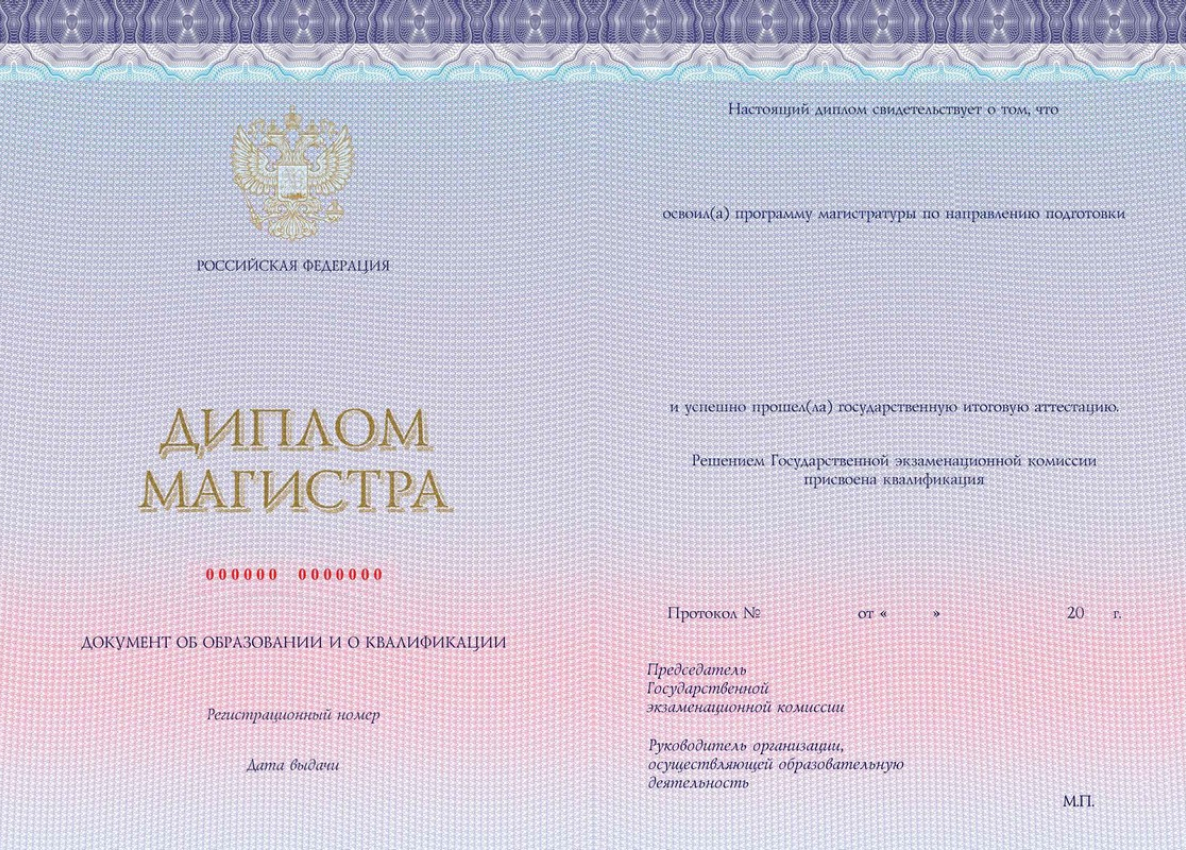 РОССИЙСКАЯ ФЕДЕРАЦИЯ
ДИПЛОМ
МАГИСТРА
000000 0000000
ДОКУМЕНТ ОБ ОБРАЗОВАНИИ И О КВАЛИФИКАЦИИ
Регистрационный номер
Дата выдачи
Настоящий диплом свидетельствует о том, что
освоил(а) программу магистратуры по направлению подготовки
и успешно прошел(ла) государственную итоговую аттестацию.
Решением Государственной экзаменационной комиссии
присвоена квалификация
Протокол № от « » 20 г.
Председатель
Государственной
экзаменационной комиссии
Руководитель организации,
осуществляющей образовательную
деятельность
М.П.